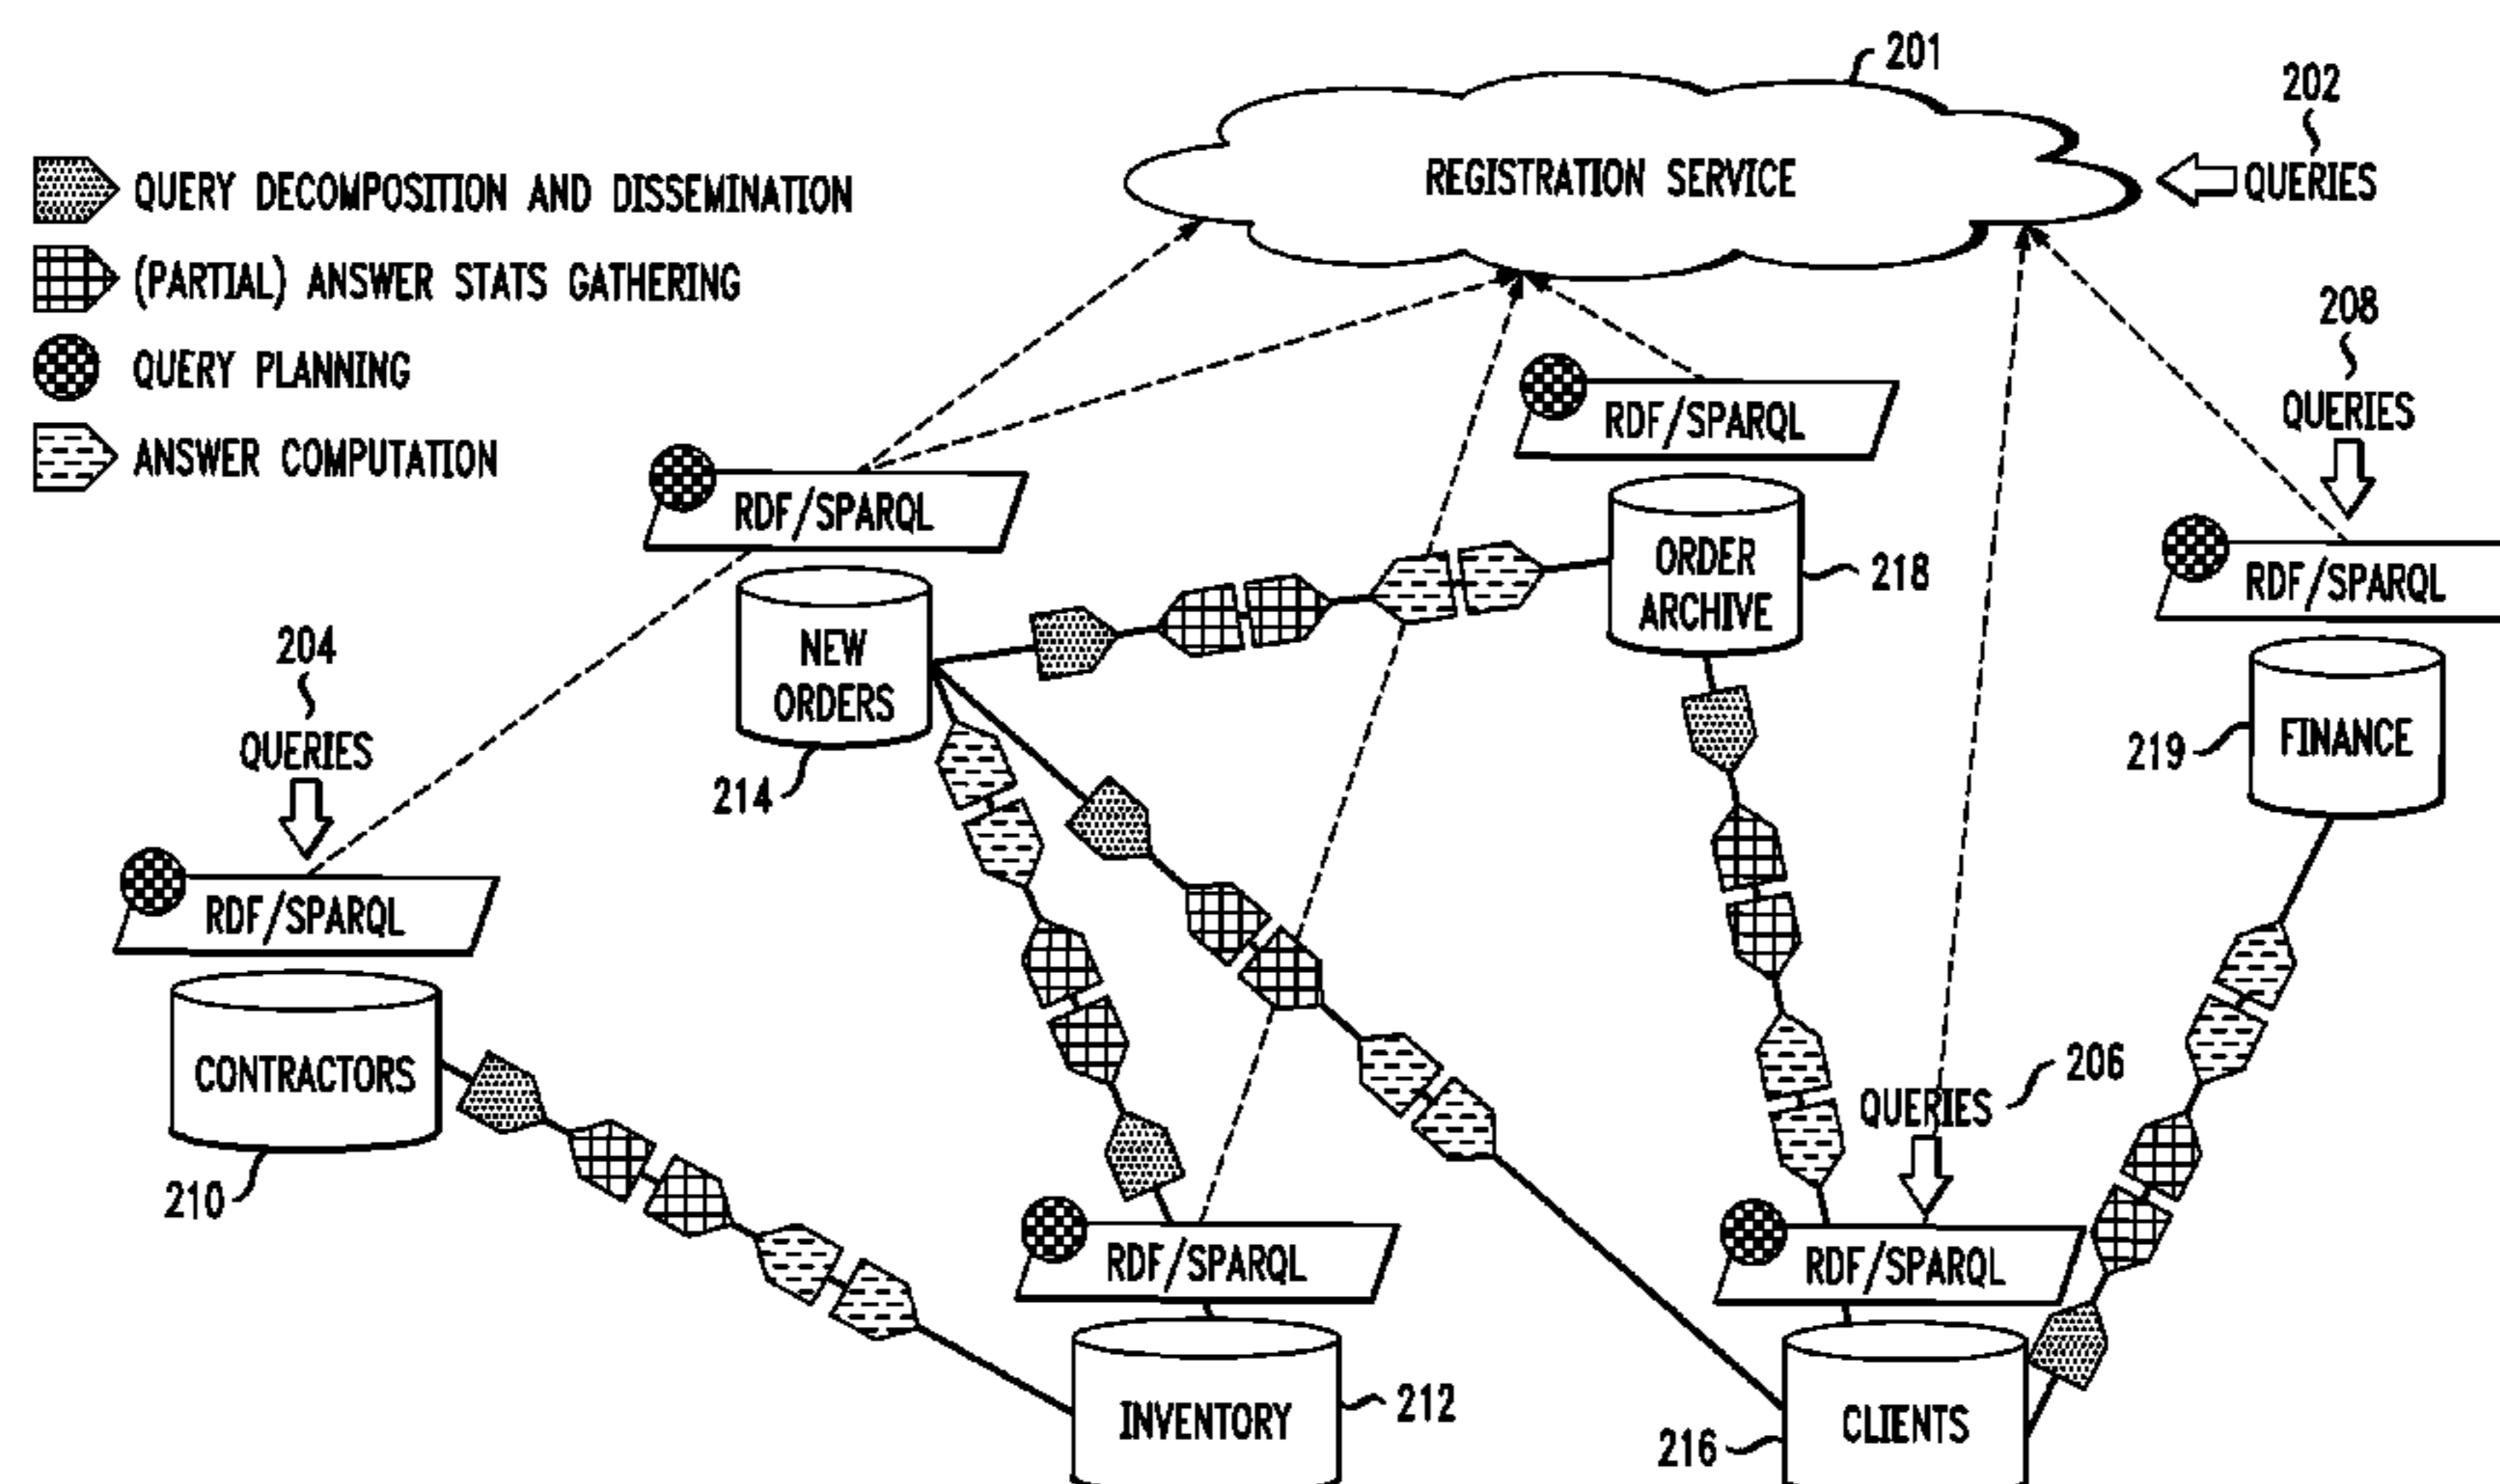 201
202
REGISTRATION SERVICE
QUERIES
QUERY DECOMPOSITION AND DISSEMINATION
(PARTIAL) ANSWER STATS GATHERING
QUERY PLANNING
ANSWER COMPUTATION
208
QUERIES
RDF/SPARQL
RDF/SPARQL
ORDER
ARCHIVE
218
RDF/SPARQL
204
QUERIES
NEW
ORDERS
214
FINANCE
219
RDF/SPARQL
CONTRACTORS
210
QUERIES
206
RDF/SPARQL
RDF/SPARQL
INVENTORY
212
CLIENTS
216